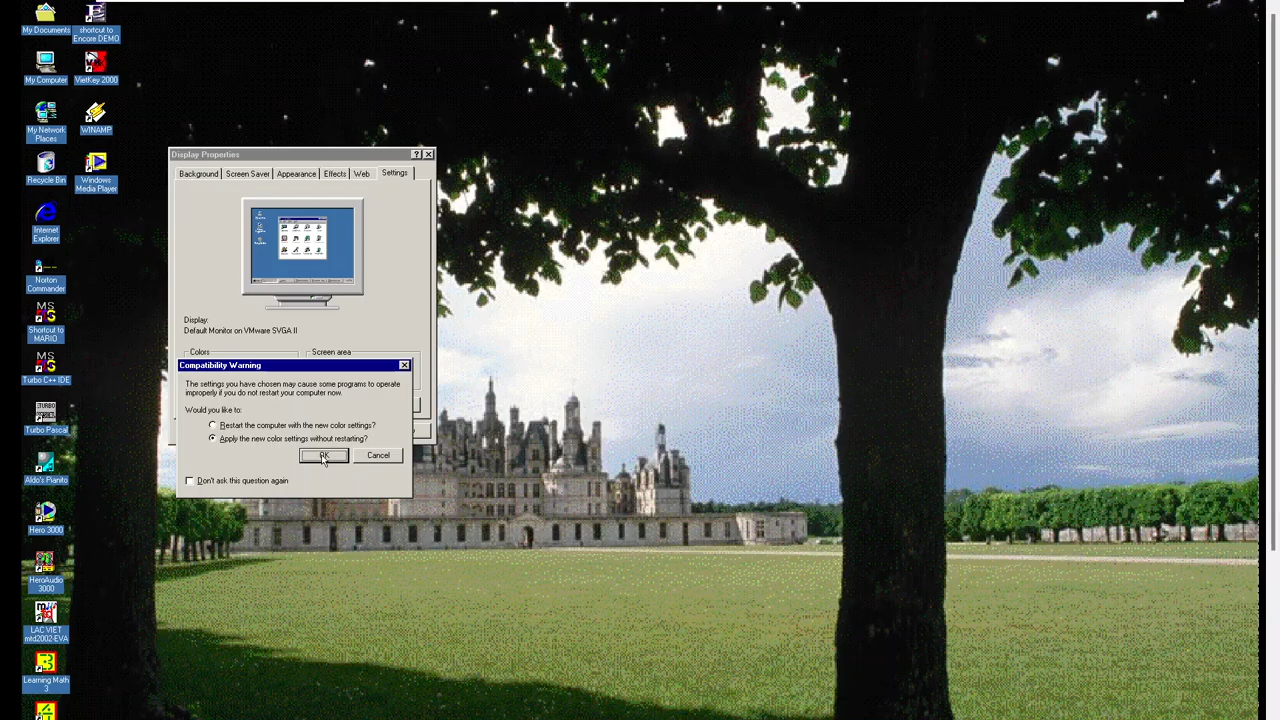 My Documents
shortcut to
Encore DEMO
My Computer
VietKey 2000
My Network
Places
WINAMP
Recycle Bin
Windows
Media Player
Internet
Explorer
Norton
Commander
Shortcut to
MARIO
Turbo C++ IDE
Turbo Pascal
Aldo's Pianito
Hero 3000
HeroAudio
3000
LAC VIET
mtd2002-EVA
Learning Math
3
Display Properties
Background
Screen Saver
Appearance
Effects
Web
Settings
Display:
Default Monitor on VMware SVGA II
Colors
Screen area
Compatibility Warning
The settings you have chosen may cause some programs to operate
improperly if you do not restart your computer now.
Would you like to:
Restart the computer with the new color settings?
Apply the new color settings without restarting?
OK
Cancel
Don't ask this question again